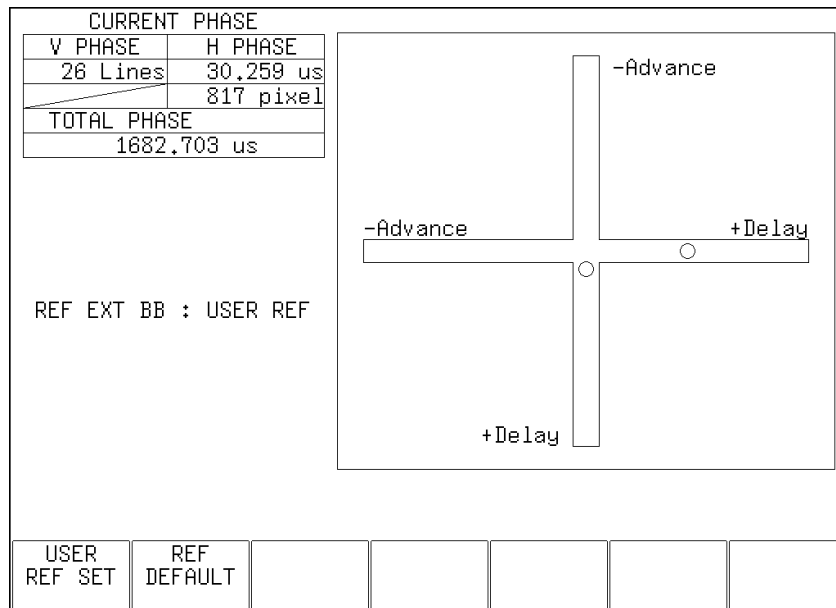 CURRENT PHASE
V PHASE H PHASE
26 Lines 30.259 us
817 pixel
TOTAL PHASE
1682.703 us
-Advance
-Advance +Delay
REF EXT BB : USER REF
+Delay
USER REF SET
REF DEFAULT